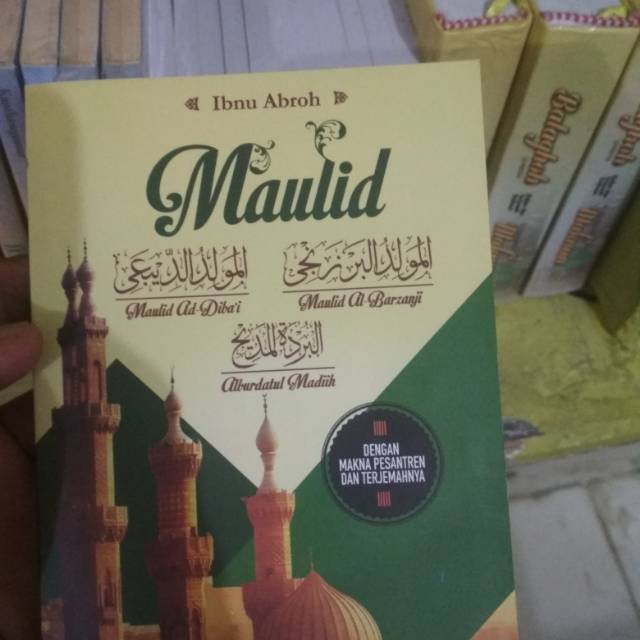 Ibnu Abroh
Maulid
المولد الديبعي
المولد البرزنجي
Maulid Ad-Diba'i
Maulid Al-Barzanji
البردة المديح
Alburdatul Madiih
DENGAN
MAKNA PESANTREN
DAN TERJEMAHNYA
Balaghah